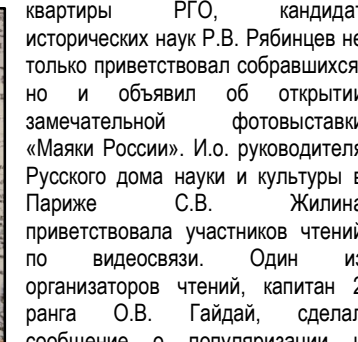 квартиры РГО, кандидат
исторических наук Р.В. Рябинцев не
только приветствовал собравшихся,
но и объявил об открытии
замечательной фотовыставки
«Маяки России». И.о. руководителя
Русского дома науки и культуры в
Париже С.В. Жилина
приветствовала участников чтений
по видеосвязи. Один из
организаторов чтений, капитан 2
ранга О.В. Гайдай, сделал
сообщение о популяризации и